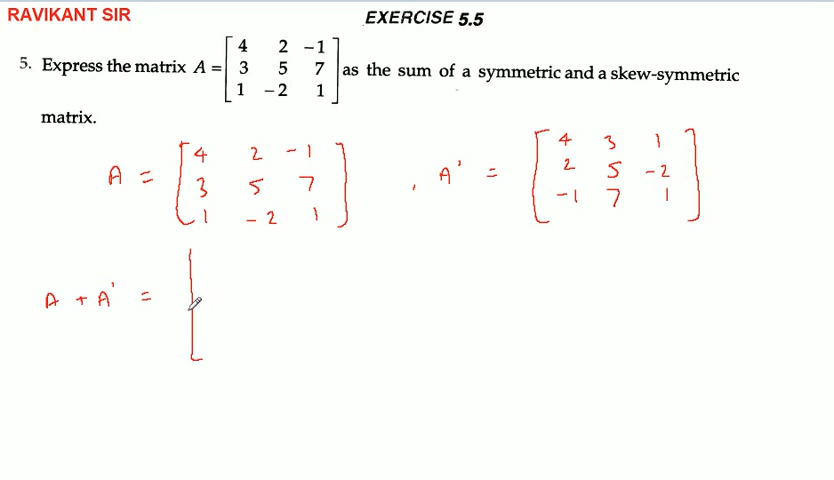 RAVIKANT SIR
EXERCISE 5.5
5. Express the matrix A = [4 2 -1
3 5 7
1 -2 1] as the sum of a symmetric and a skew-symmetric
matrix.
A = [4 2 -1
3 5 7
1 -2 1]
, A' = [4 3 1
2 5 -2
-1 7 1]
A + A' = [